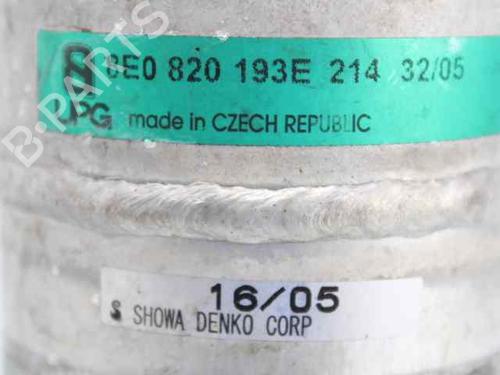 8E0 820 193E 214 32/05
made in CZECH REPUBLIC
16/05
S SHOWA DENKO CORP
B-PARTS